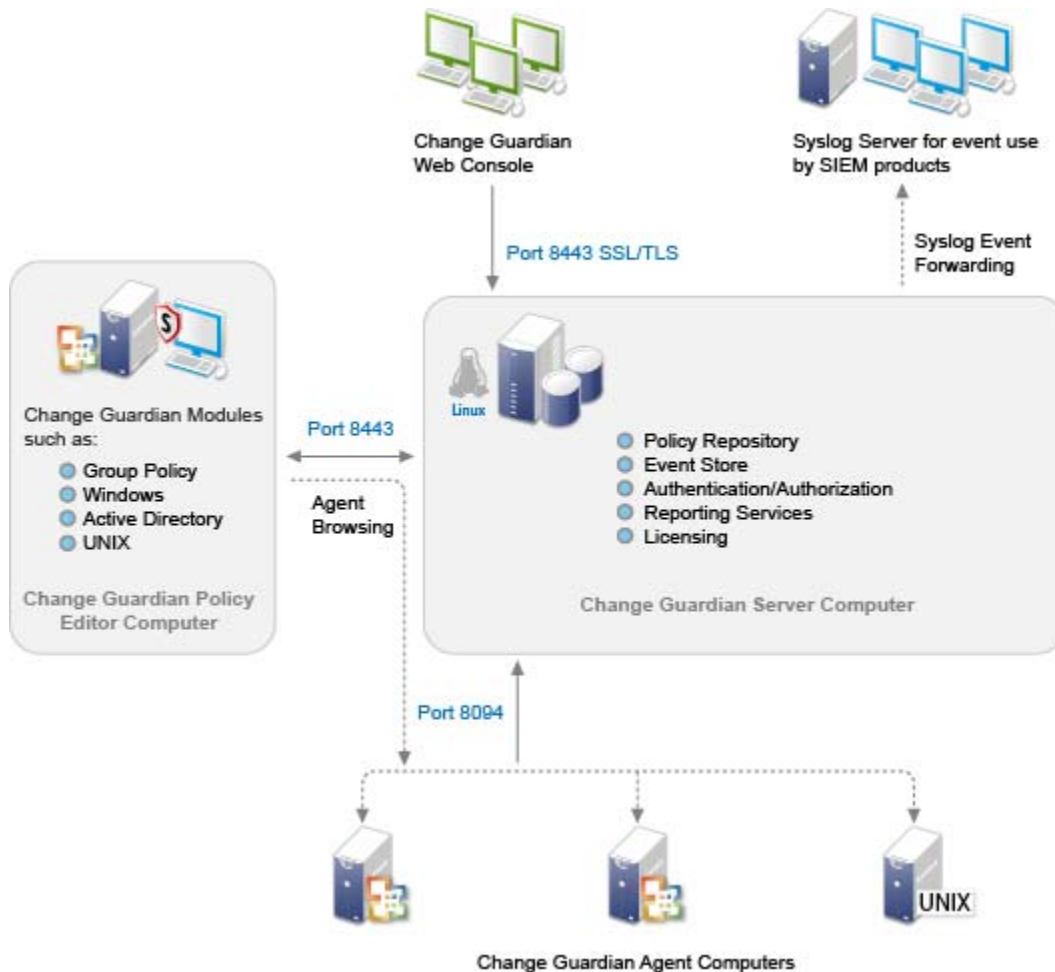 Change Guardian
Web Console
Syslog Server for event use
by SIEM products
Port 8443 SSL/TLS
Syslog Event
Forwarding
S
Change Guardian Modules
such as:
Group Policy
Windows
Active Directory
UNIX
Change Guardian Policy
Editor Computer
Port 8443
Agent
Browsing
Linux
Policy Repository
Event Store
Authentication/Authorization
Reporting Services
Licensing
Change Guardian Server Computer
Port 8094
UNIX
Change Guardian Agent Computers